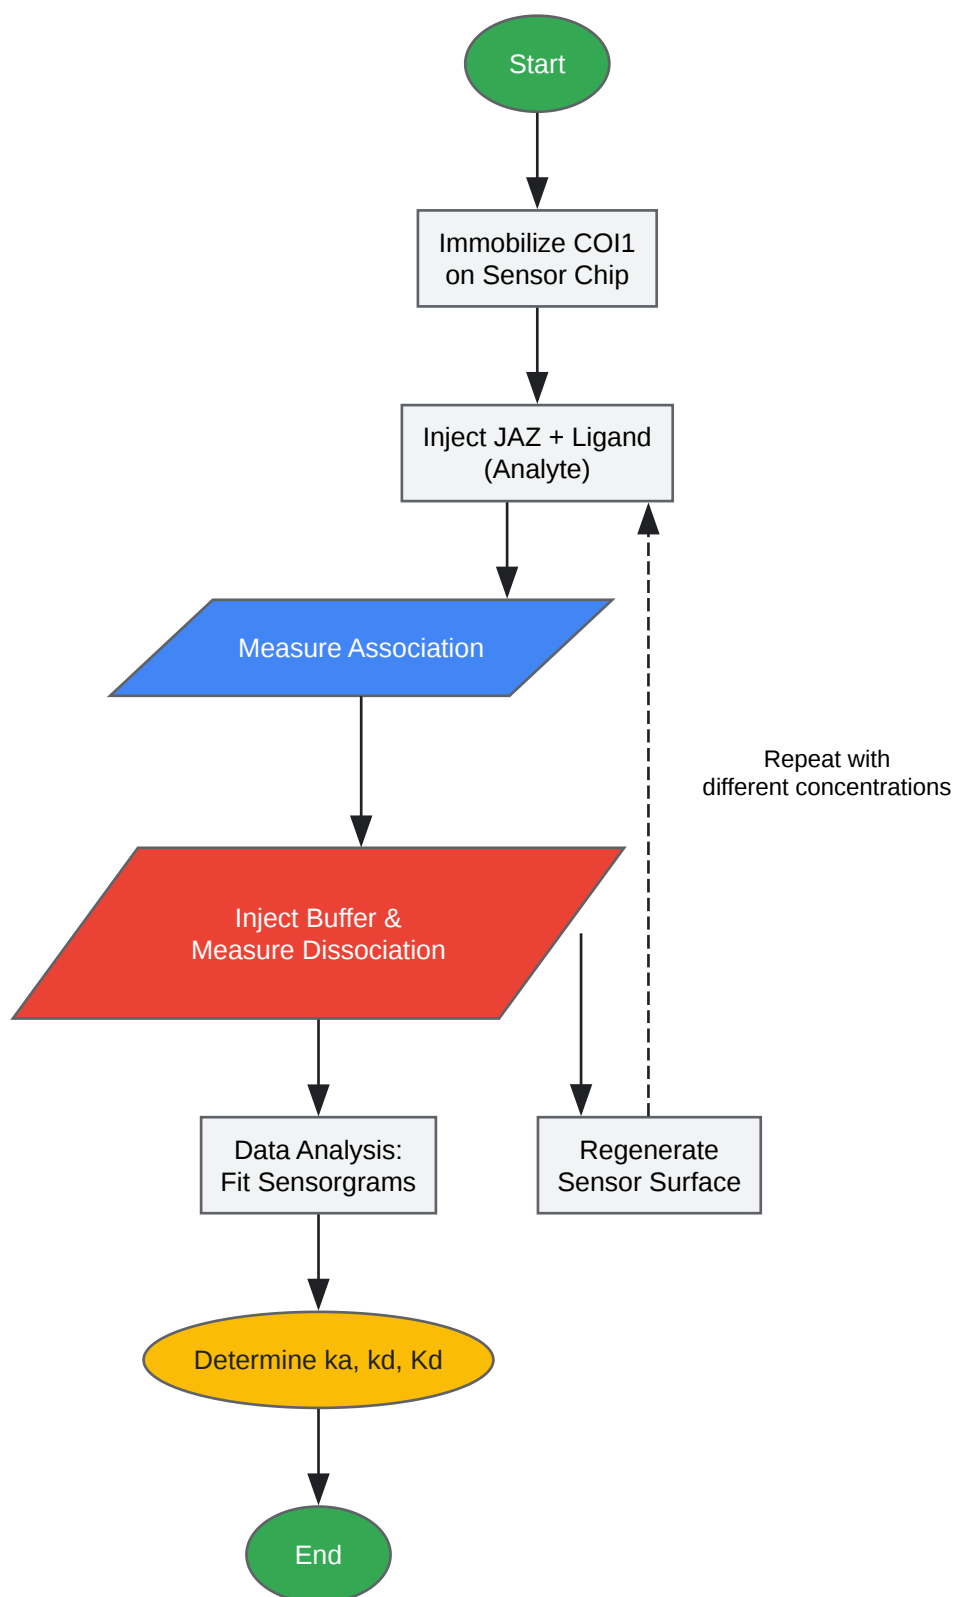 Start
Immobilize COI1
on Sensor Chip
Inject JAZ + Ligand
(Analyte)
Measure Association
Repeat with
different concentrations
Inject Buffer &
Measure Dissociation
Data Analysis:
Fit Sensorgrams
Regenerate
Sensor Surface
Determine ka, kd, Kd
End